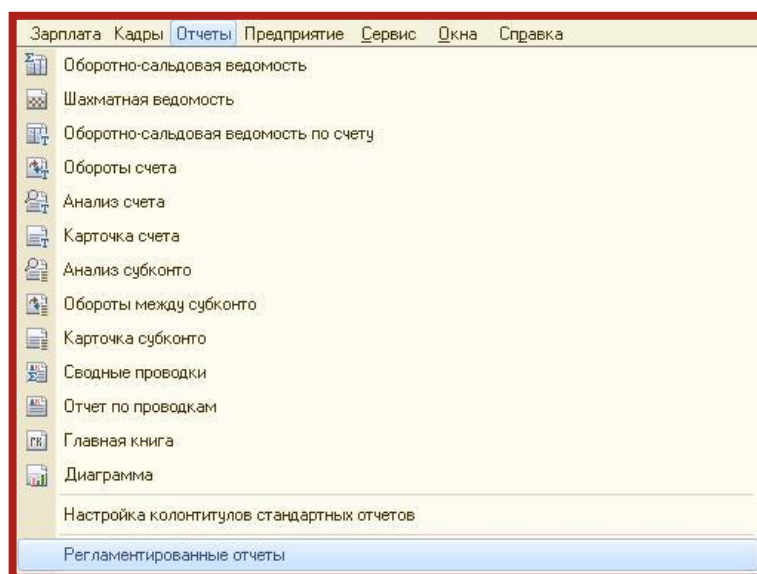 Зарплата Кадры Отчеты Предприятие Сервис Окна Справка
Оборотно-сальдовая ведомость
Шахматная ведомость
Оборотно-сальдовая ведомость по счету
Обороты счета
Анализ счета
Карточка счета
Анализ субконто
Обороты между субконто
Карточка субконто
Сводные проводки
Отчет по проводкам
Главная книга
Диаграмма
Настройка колонтитулов стандартных отчетов
Регламентированные отчеты